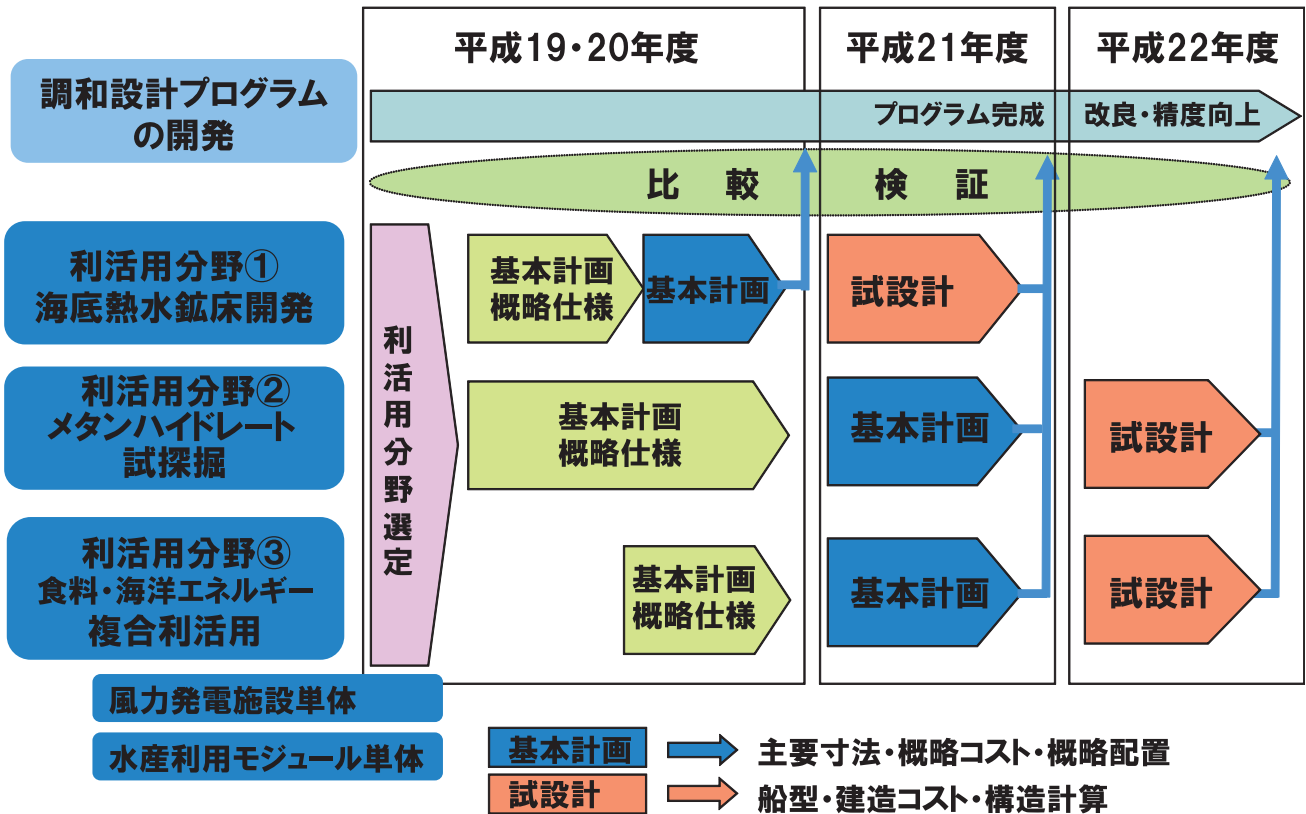 平成19・20年度
平成21年度
平成22年度
調和設計プログラム
の開発
プログラム完成
改良・精度向上
比較検証
利活用分野①
海底熱水鉱床開発
利活用分野選定
基本計画
概略仕様
基本計画
試設計
利活用分野②
メタンハイドレート
試探掘
基本計画
概略仕様
基本計画
試設計
利活用分野③
食料・海洋エネルギー
複合利活用
基本計画
概略仕様
基本計画
試設計
風力発電施設単体
水産利用モジュール単体
基本計画
主要寸法・概略コスト・概略配置
試設計
船型・建造コスト・構造計算